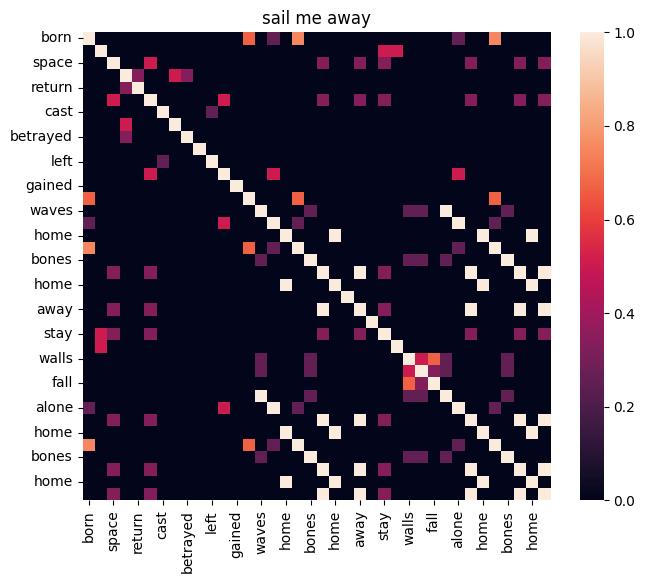 sail me away
born
space
return
cast
betrayed
left
gained
waves
home
bones
home
away
stay
walls
fall
alone
home
bones
home
1.0
0.8
0.6
0.4
0.2
0.0
born
space
return
cast
betrayed
left
gained
waves
home
bones
home
away
stay
walls
fall
alone
home
bones
home